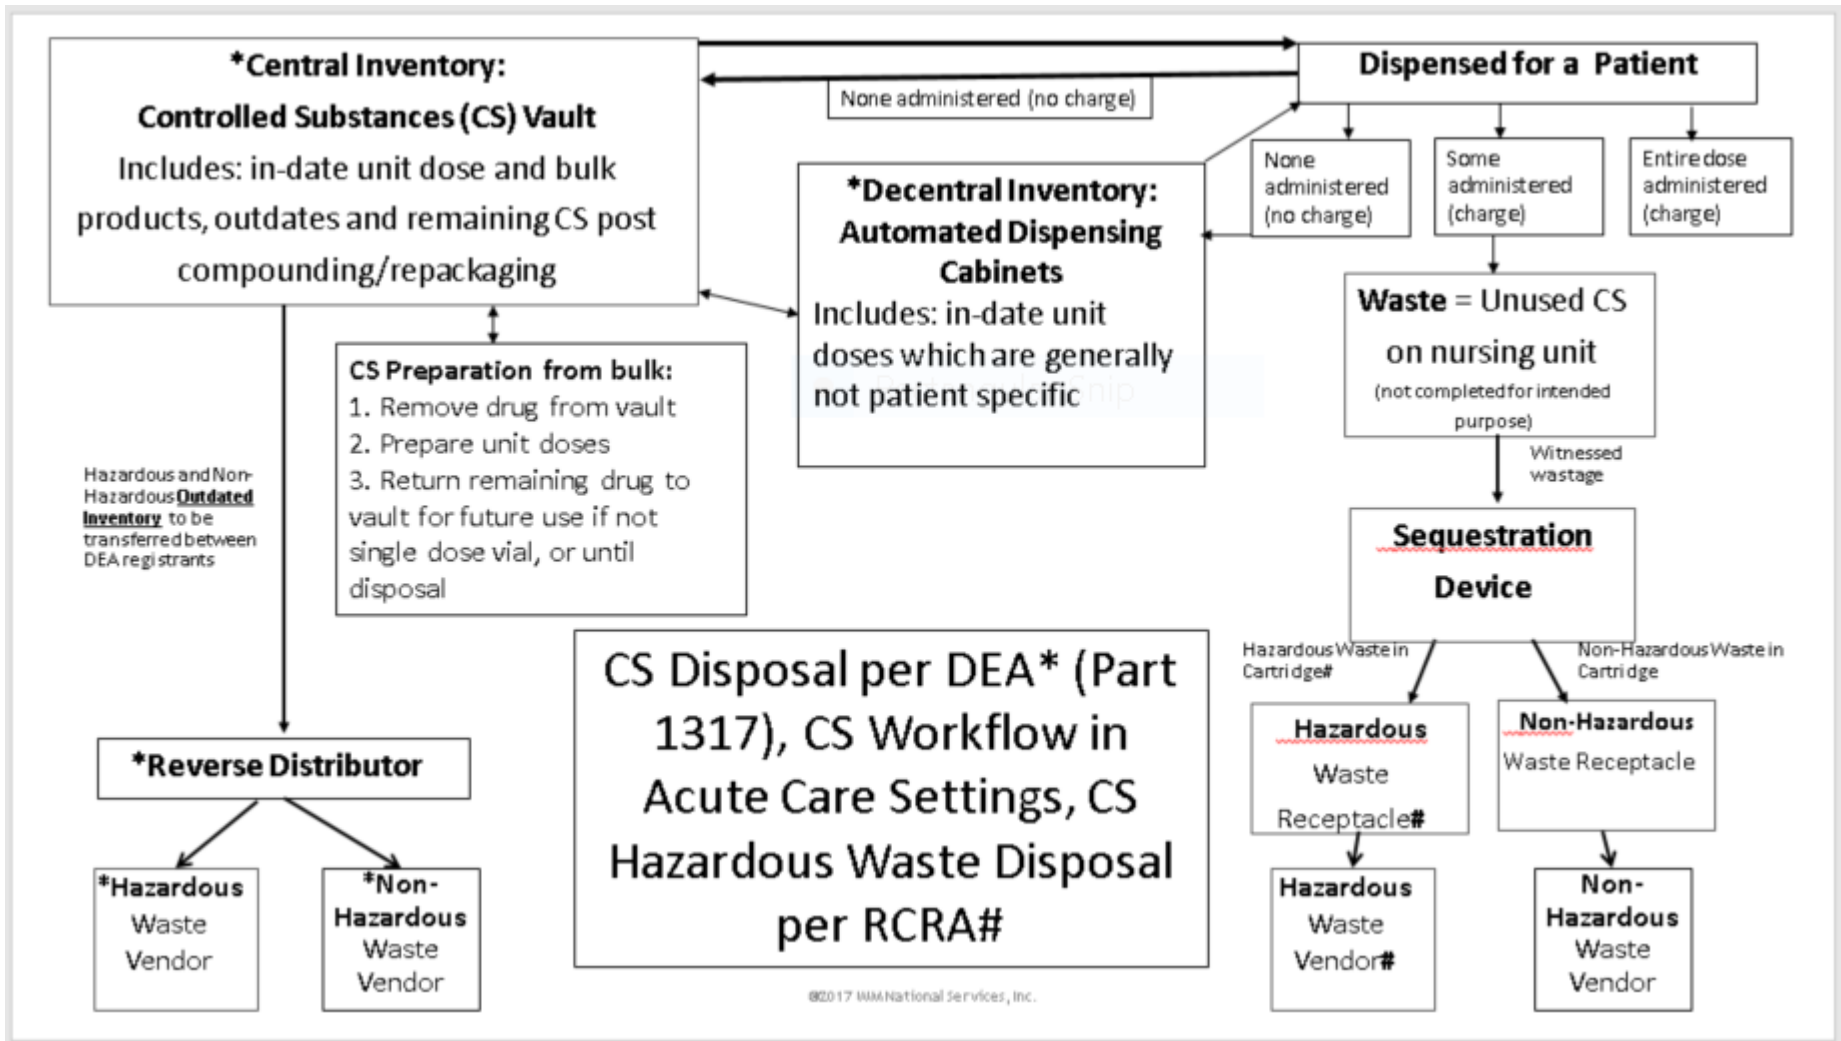 *Central Inventory:
Controlled Substances (CS) Vault
Includes: in-date unit dose and bulk
products, outdates and remaining CS post
compounding/repackaging
None administered (no charge)
Dispensed for a Patient
None
administered
(no charge)
Some
administered
(charge)
Entire dose
administered
(charge)
*Decentral Inventory:
Automated Dispensing
Cabinets
Includes: in-date unit
doses which are generally
not patient specific
Waste = Unused CS
on nursing unit
(not completed for intended
purpose)
Witnessed
wastage
CS Preparation from bulk:
1. Remove drug from vault
2. Prepare unit doses
3. Return remaining drug to
vault for future use if not
single dose vial, or until
disposal
Hazardous and Non-
Hazardous Outdated
Inventory to be
transferred between
DEA registrants
Sequestration
Device
Hazardous Waste in
Cartridge#
Non-Hazardous Waste in
Cartridge
Hazardous
Waste
Receptacle#
Non-Hazardous
Waste Receptacle
*Reverse Distributor
*Hazardous
Waste
Vendor
*Non-
Hazardous
Waste
Vendor
CS Disposal per DEA* (Part
1317), CS Workflow in
Acute Care Settings, CS
Hazardous Waste Disposal
per RCRA#
Hazardous
Waste
Vendor#
Non-
Hazardous
Waste
Vendor
©2017 WM National Services, Inc.